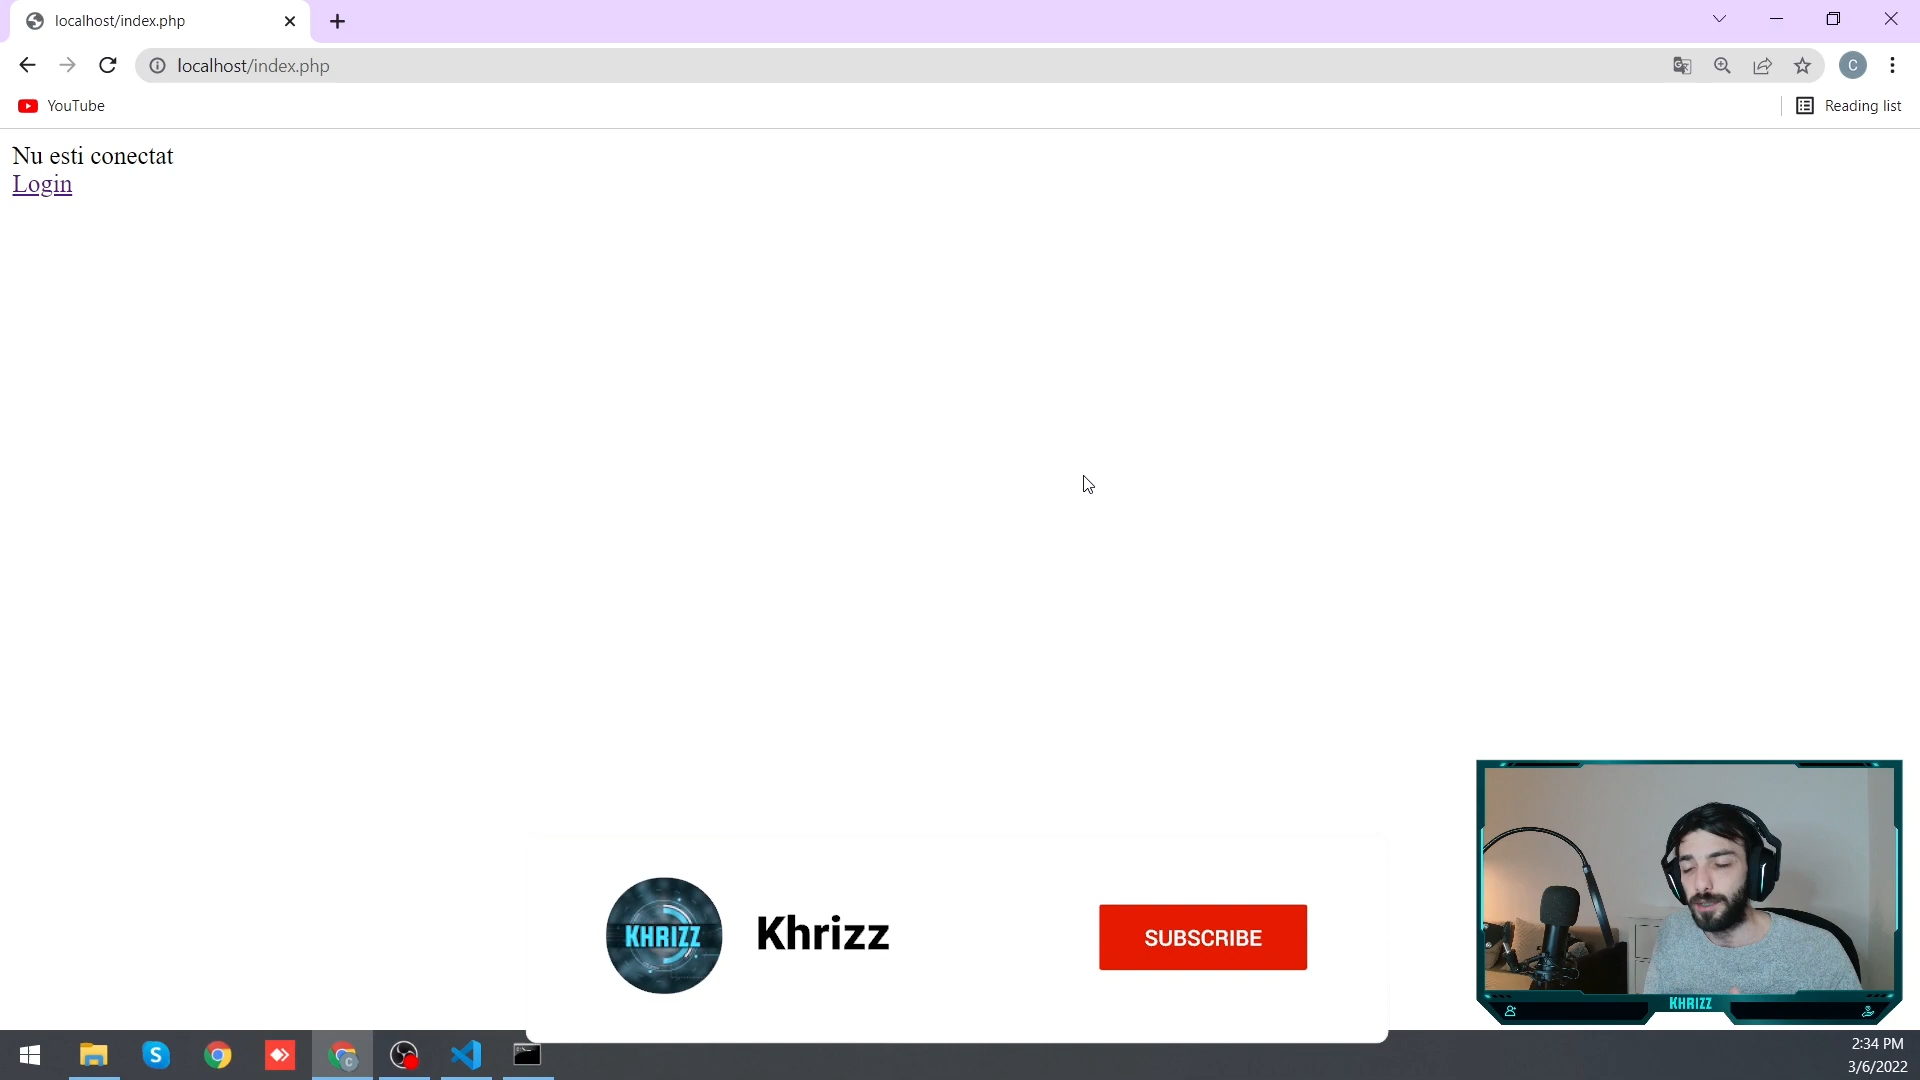 localhost/index.php
localhost/index.php
C
YouTube
Reading list
Nu esti conectat
Login
KHRIZZ
Khrizz
SUBSCRIBE
KHRIZZ
S
C
2:34 PM
3/6/2022